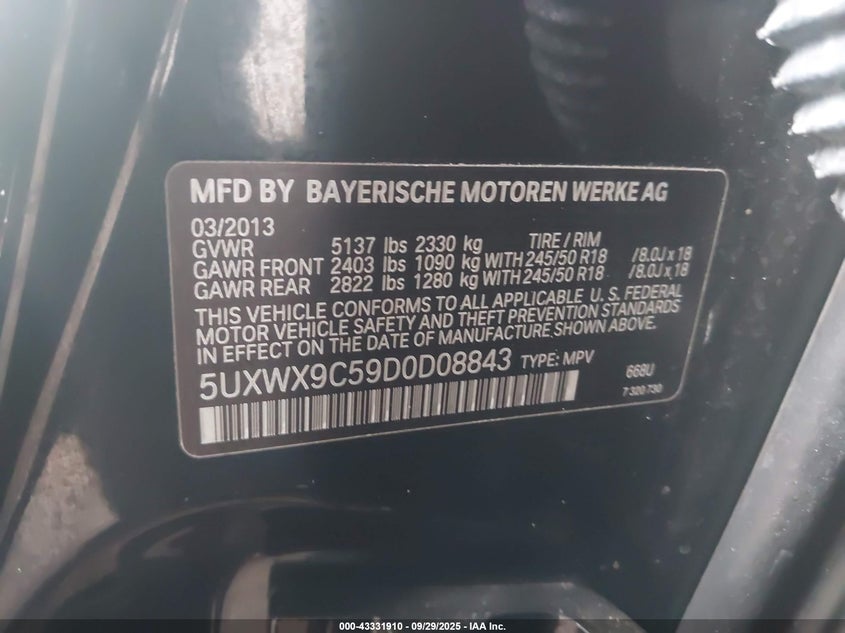 MFD BY BAYERISCHE MOTOREN WERKE AG
03/2013
GVWR 5137 lbs 2330 kg TIRE / RIM
GAWR FRONT 2403 lbs 1090 kg WITH 245/50 R18 /8.0J x 18
GAWR REAR 2822 lbs 1280 kg WITH 245/50 R18 /8.0J x 18
THIS VEHICLE CONFORMS TO ALL APPLICABLE U. S. FEDERAL
MOTOR VEHICLE SAFETY AND THEFT PREVENTION STANDARDS
IN EFFECT ON THE DATE OF MANUFACTURE SHOWN ABOVE.
5UXWX9C59D0D08843 TYPE: MPV 668U
7 320 730
000-43331910 - 09/29/2025 - IAA Inc.